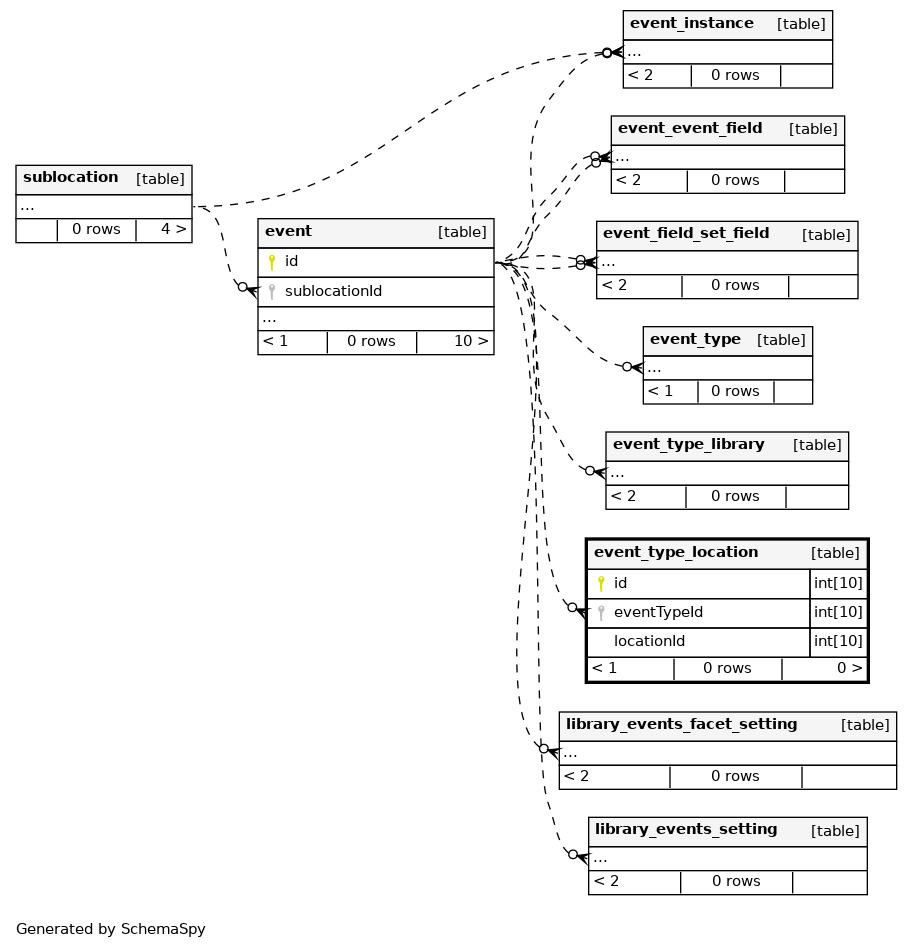 event_instance [table]
...
< 2 0 rows
event_event_field [table]
...
< 2 0 rows
sublocation [table]
...
0 rows 4 >
event [table]
id
sublocationId
...
< 1 0 rows 10 >
event_field_set_field [table]
...
< 2 0 rows
event_type [table]
...
< 1 0 rows
event_type_library [table]
...
< 2 0 rows
event_type_location [table]
id int[10]
eventTypeId int[10]
locationId int[10]
< 1 0 rows 0 >
library_events_facet_setting [table]
...
< 2 0 rows
library_events_setting [table]
...
< 2 0 rows
Generated by SchemaSpy